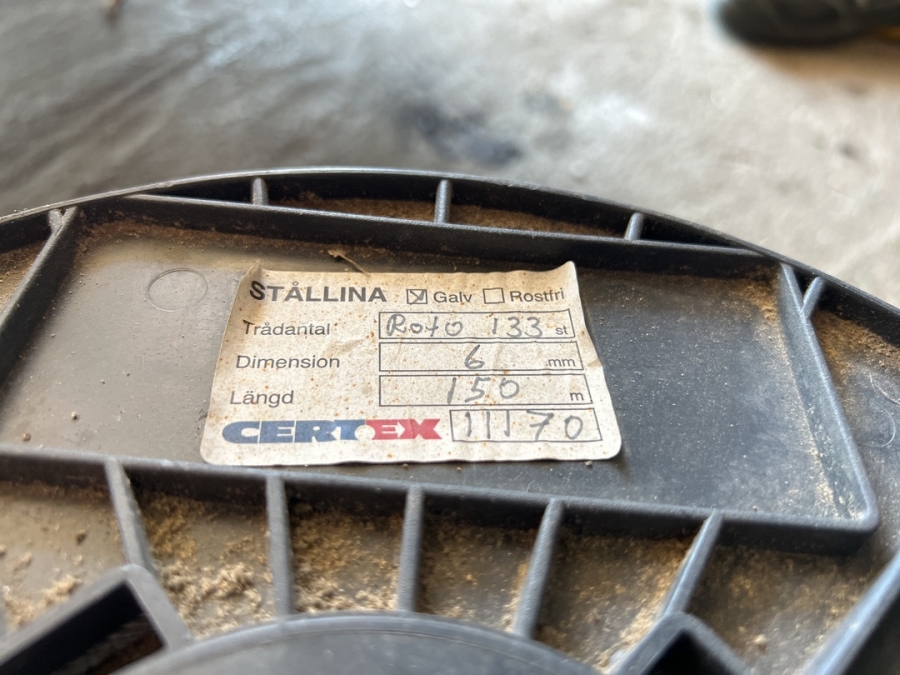 STÅLLINA ☒ Galv ☐ Rostfri
Trådantal Roto 133 st
Dimension 6 mm
Längd 150 m
CERTEX 11170